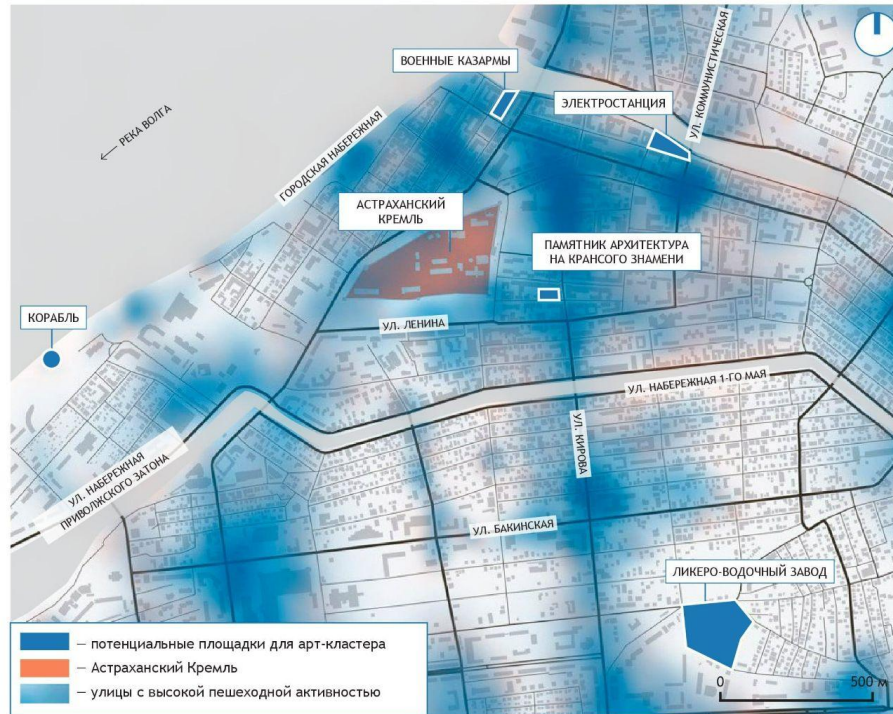 ВОЕННЫЕ КАЗАРМЫ
УЛ. КОММУНИСТИЧЕСКАЯ
ЭЛЕКТРОСТАНЦИЯ
← РЕКА ВОЛГА
ГОРОДСКАЯ НАБЕРЕЖНАЯ
АСТРАХАНСКИЙ
КРЕМЛЬ
ПАМЯТНИК АРХИТЕКТУРА
НА КРАНСОГО ЗНАМЕНИ
КОРАБЛЬ
УЛ. ЛЕНИНА
УЛ. НАБЕРЕЖНАЯ 1-ГО МАЯ
УЛ. КИРОВА
УЛ. НАБЕРЕЖНАЯ
ПРИВОЛЖСКОГО ЗАТОНА
УЛ. БАКИНСКАЯ
ЛИКЕРО-ВОДОЧНЫЙ ЗАВОД
– потенциальные площадки для арт-кластера
– Астраханский Кремль
– улицы с высокой пешеходной активностью
0 500 м